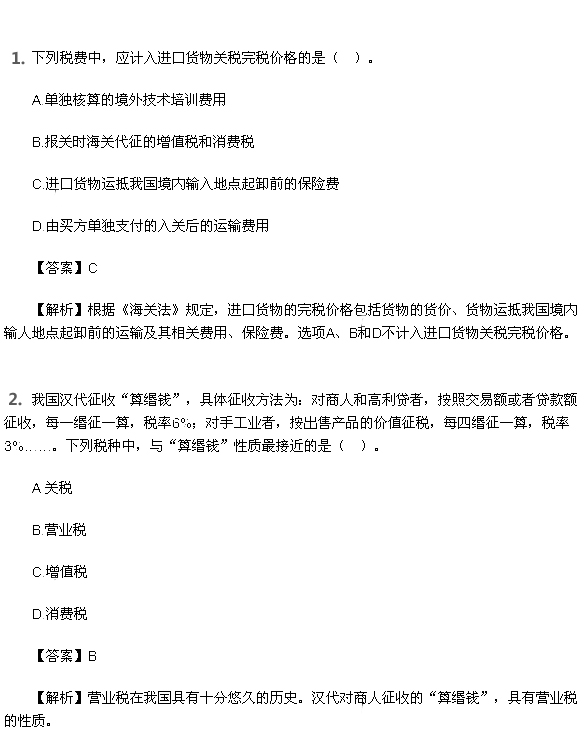 1. 下列税费中，应计入进口货物关税完税价格的是（　）。
A.单独核算的境外技术培训费用
B.报关时海关代征的增值税和消费税
C.进口货物运抵我国境内输入地点起卸前的保险费
D.由买方单独支付的入关后的运输费用
【答案】C
【解析】根据《海关法》规定，进口货物的完税价格包括货物的货价、货物运抵我国境内
输人地点起卸前的运输及其相关费用、保险费。选项A、B和D不计入进口货物关税完税价格。
2. 我国汉代征收“算缗钱”，具体征收方法为：对商人和高利贷者，按照交易额或者贷款额
征收，每一缗征一算，税率6%；对手工业者，按出售产品的价值征税，每四缗征一算，税率
3%……。下列税种中，与“算缗钱”性质最接近的是（　）。
A关税
B.营业税
C.增值税
D.消费税
【答案】B
【解析】营业税在我国具有十分悠久的历史。汉代对商人征收的“算缗钱”，具有营业税
的性质。